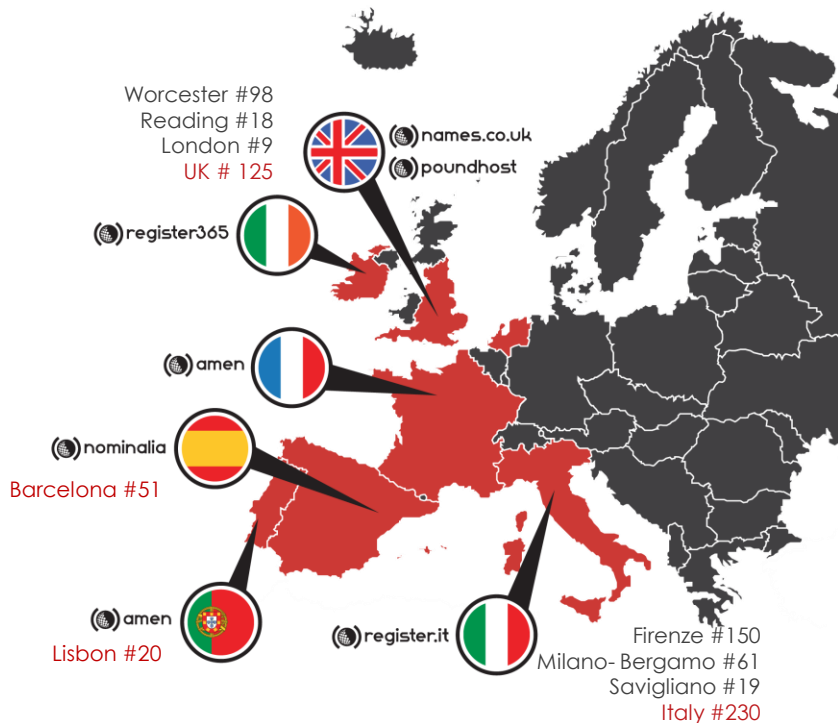 Worcester #98
Reading #18
London #9
UK # 125
names.co.uk
poundhost
register365
amen
nominalia
Barcelona #51
amen
Lisbon #20
register.it
Firenze #150
Milano- Bergamo #61
Savigliano #19
Italy #230